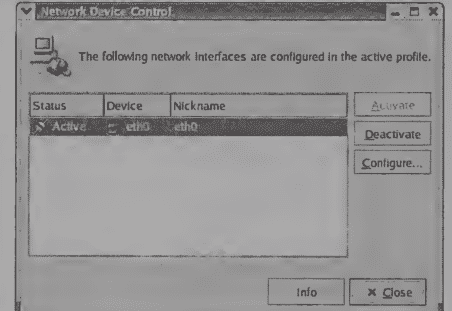 Network Device Control
The following network interfaces are configured in the active profile.
Status Device Nickname
Active eth0 eth0
Activate
Deactivate
Configure...
Info
Close